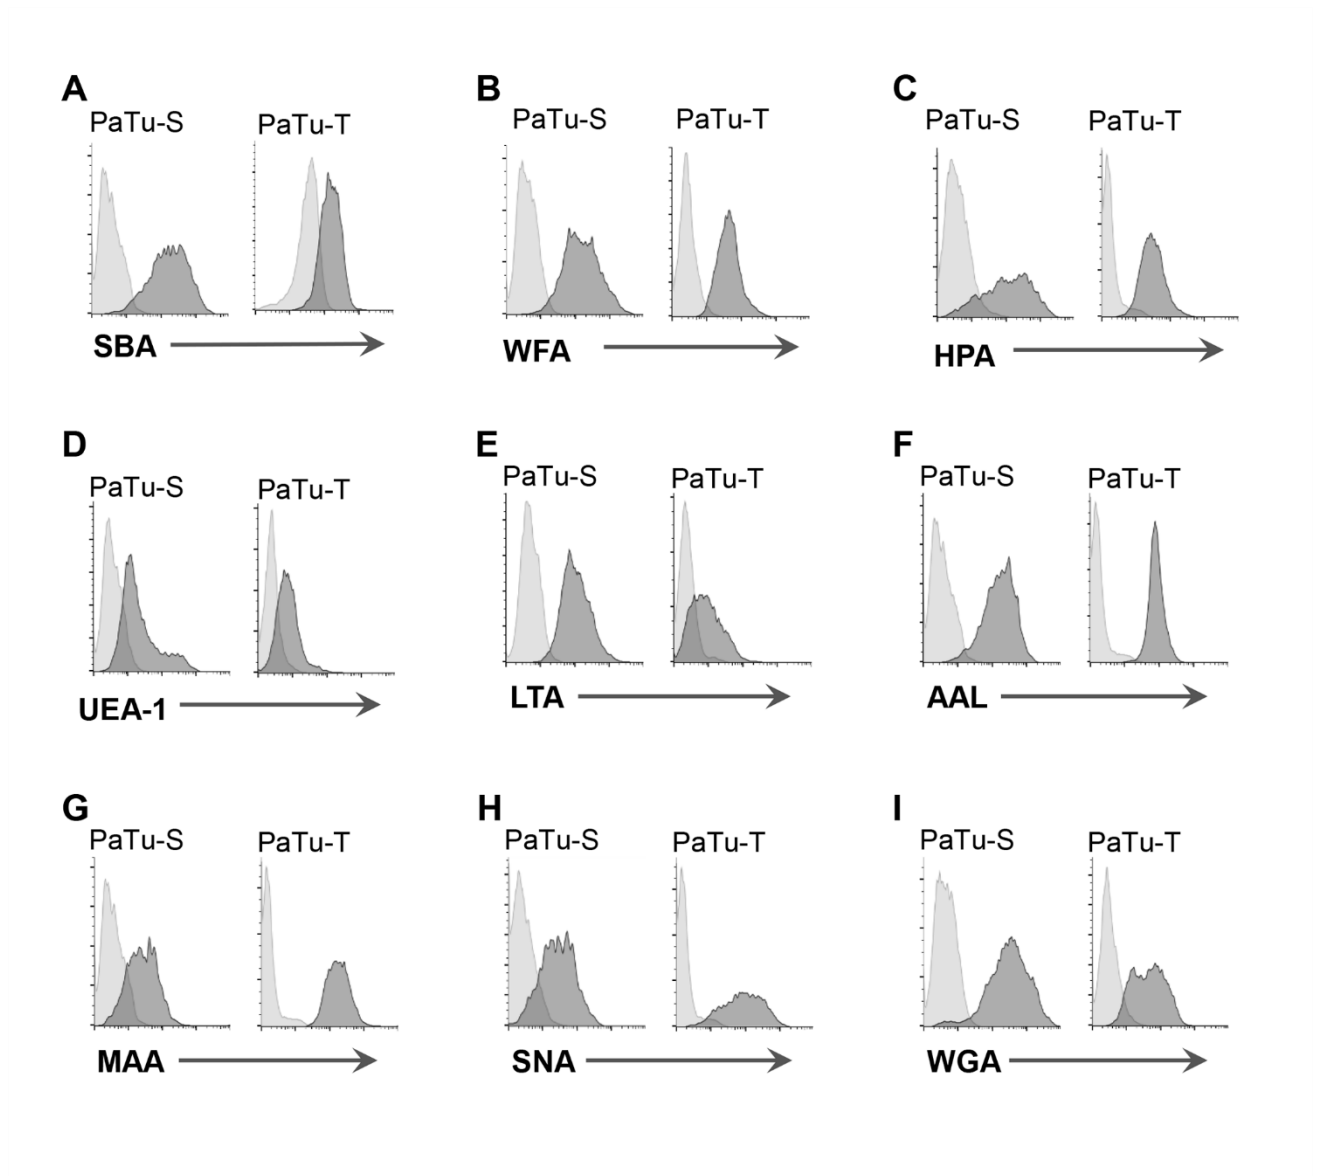 A B C
PaTu-S PaTu-T PaTu-S PaTu-T PaTu-S PaTu-T
SBA WFA HPA
D E F
PaTu-S PaTu-T PaTu-S PaTu-T PaTu-S PaTu-T
UEA-1 LTA AAL
G H I
PaTu-S PaTu-T PaTu-S PaTu-T PaTu-S PaTu-T
MAA SNA WGA